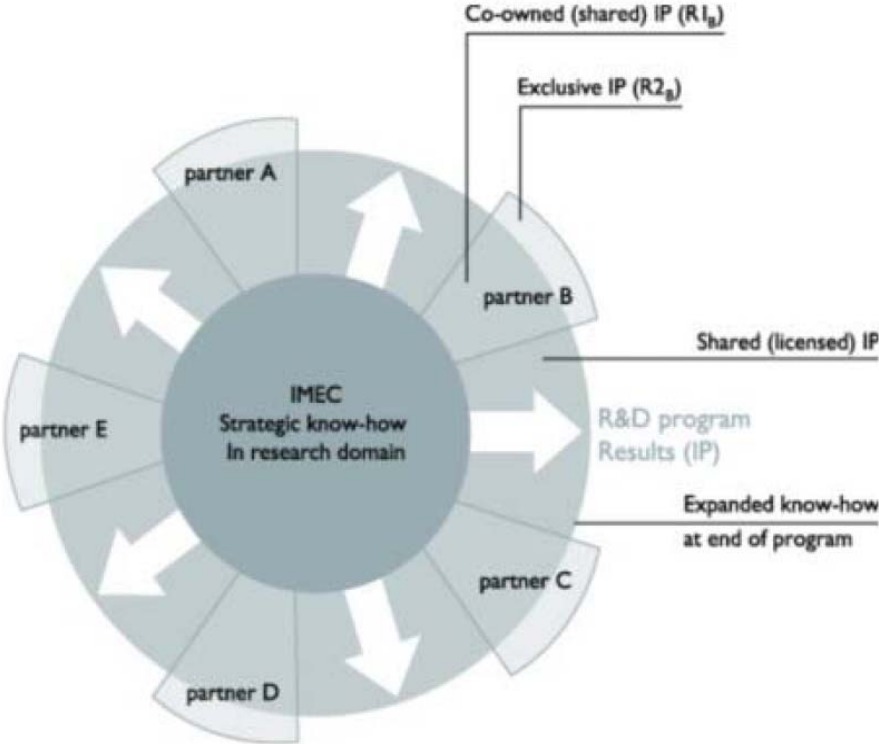 Co-owned (shared) IP (R1B)
Exclusive IP (R2B)
partner A
partner B
Shared (licensed) IP
IMEC
Strategic know-how
In research domain
partner E
R&D program
Results (IP)
Expanded know-how
at end of program
partner C
partner D